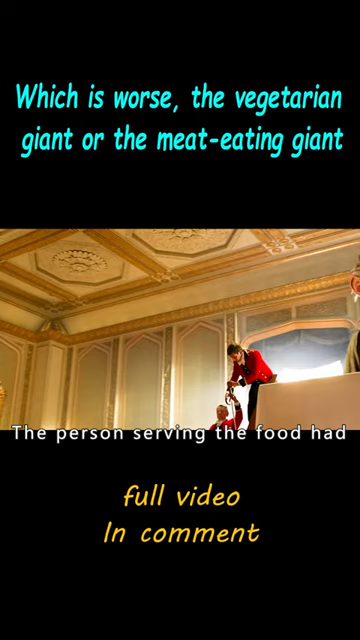 Which is worse, the vegetarian
giant or the meat-eating giant
The person serving the food had
full video
In comment